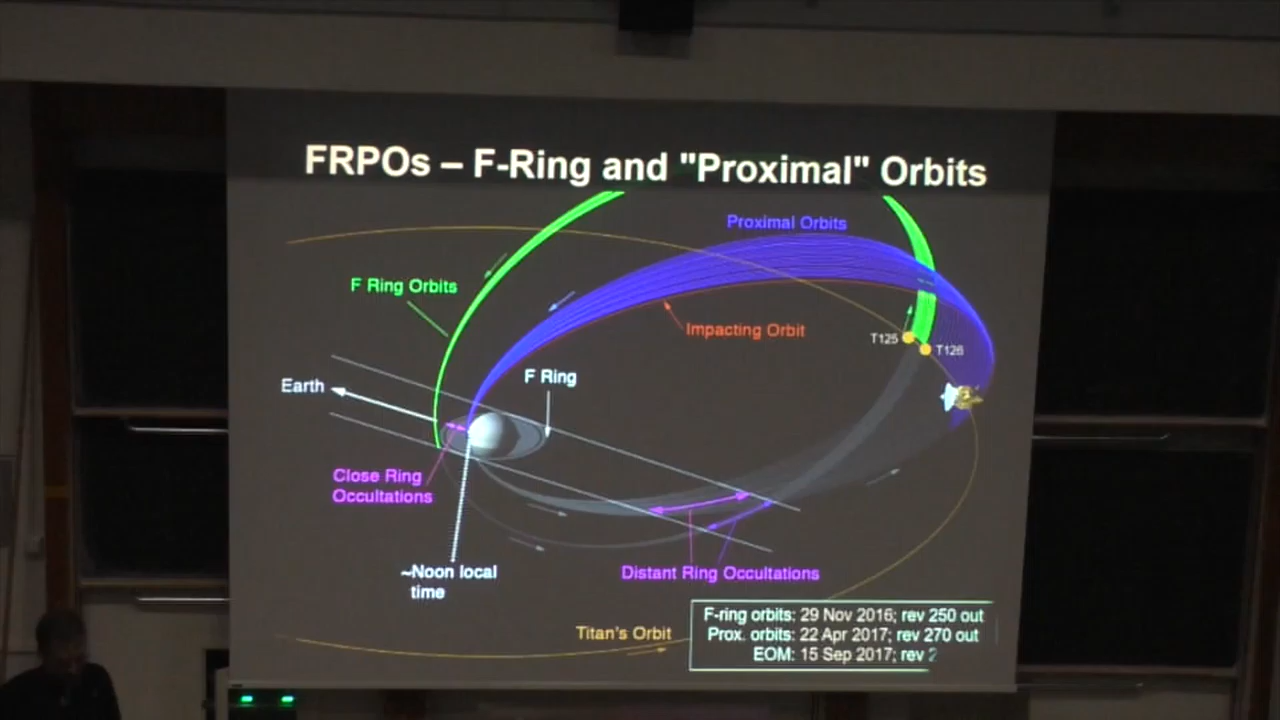 FRPOs – F-Ring and "Proximal" Orbits
Proximal Orbits
F Ring Orbits
Impacting Orbit
T125
T126
Earth
F Ring
Close Ring
Occultations
~Noon local
time
Distant Ring Occultations
Titan's Orbit
F-ring orbits: 29 Nov 2016; rev 250 out
Prox. orbits: 22 Apr 2017; rev 270 out
EOM: 15 Sep 2017; rev 2